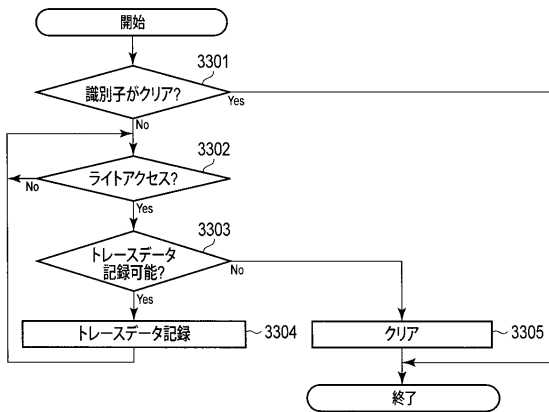 開始
3301
識別子がクリア?
Yes
No
3302
ライトアクセス?
No
Yes
3303
トレースデータ
記録可能?
No
Yes
トレースデータ記録
3304
クリア
3305
終了